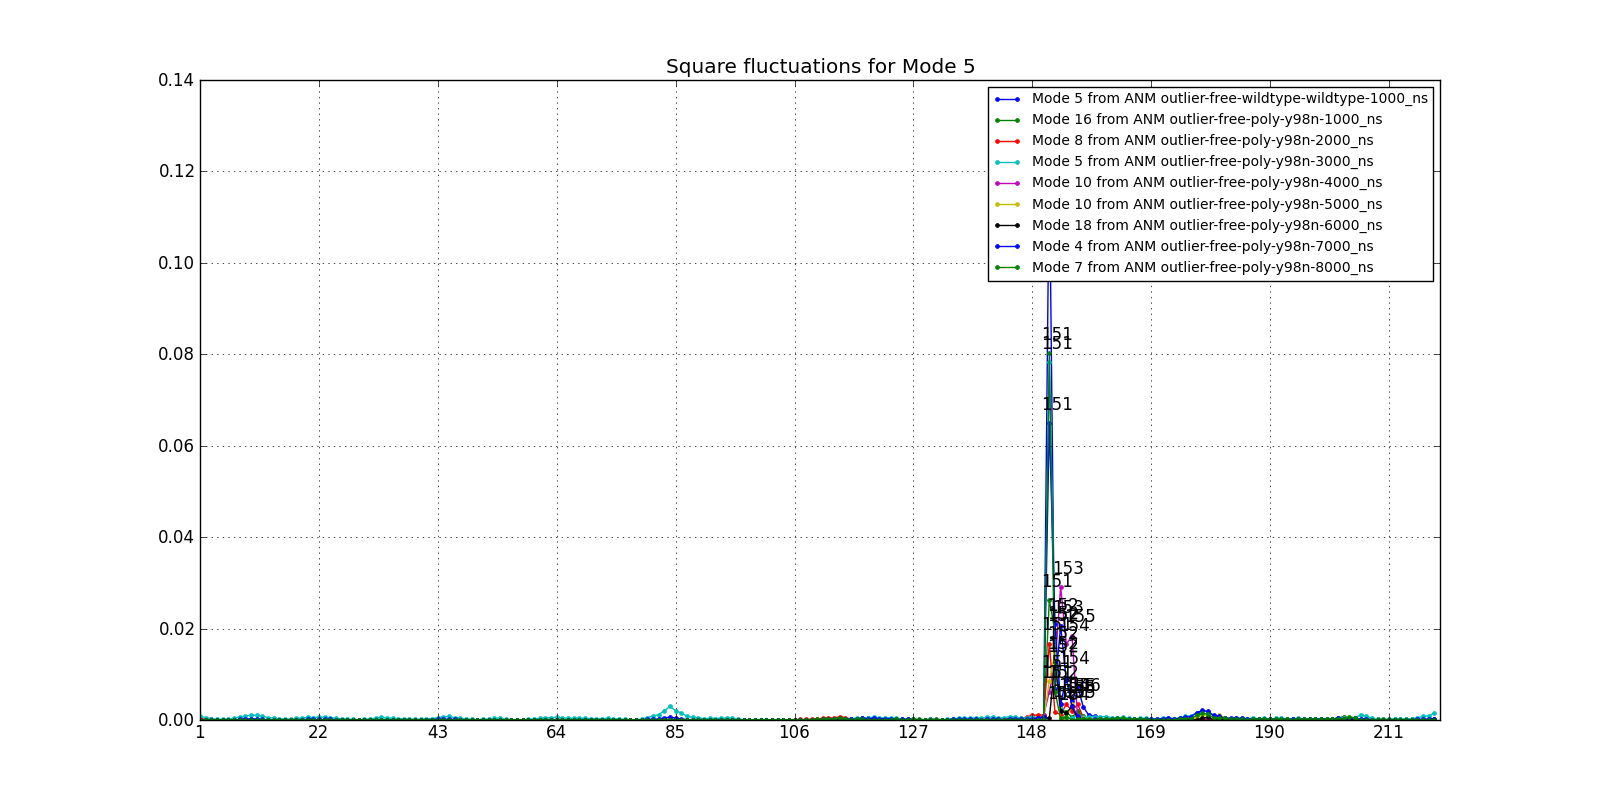 Square fluctuations for Mode 5
0.14
0.12
0.10
0.08
0.06
0.04
0.02
0.00
Mode 5 from ANM outlier-free-wildtype-wildtype-1000_ns
Mode 16 from ANM outlier-free-poly-y98n-1000_ns
Mode 8 from ANM outlier-free-poly-y98n-2000_ns
Mode 5 from ANM outlier-free-poly-y98n-3000_ns
Mode 10 from ANM outlier-free-poly-y98n-4000_ns
Mode 10 from ANM outlier-free-poly-y98n-5000_ns
Mode 18 from ANM outlier-free-poly-y98n-6000_ns
Mode 4 from ANM outlier-free-poly-y98n-7000_ns
Mode 7 from ANM outlier-free-poly-y98n-8000_ns
151
151
151
153
151
152
153
155
154
152
154
1 22 43 64 85 106 127 148 169 190 211